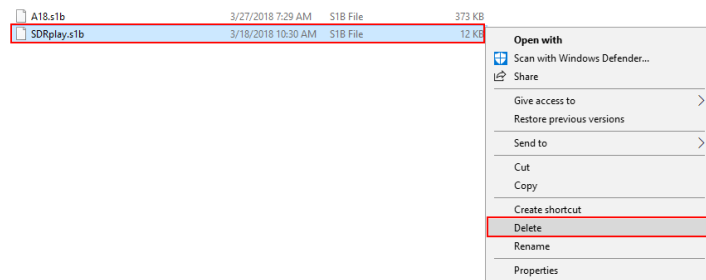 A18.s1b 3/27/2018 7:29 AM S1B File 373 KB
SDRplay.s1b 3/18/2018 10:30 AM S1B File 12 KB
Open with
Scan with Windows Defender...
Share
Give access to
Restore previous versions
Send to
Cut
Copy
Create shortcut
Delete
Rename
Properties